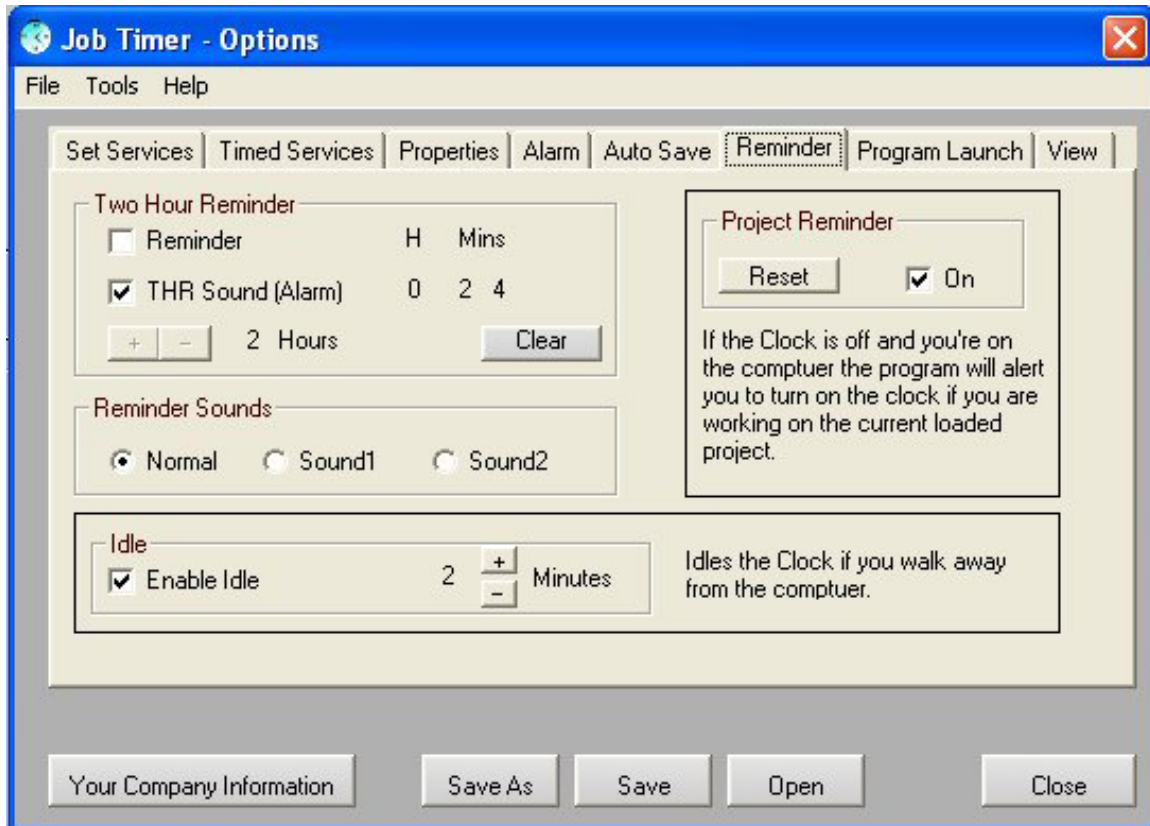 Job Timer - Options
File Tools Help
Set Services Timed Services Properties Alarm Auto Save Reminder Program Launch View
Two Hour Reminder
Reminder H Mins
THR Sound (Alarm) 0 2 4
+ - 2 Hours Clear
Reminder Sounds
Normal Sound1 Sound2
Project Reminder
Reset On
If the Clock is off and you're on
the comptuer the program will alert
you to turn on the clock if you are
working on the current loaded
project.
Idle
Enable Idle 2 + - Minutes
Idles the Clock if you walk away
from the comptuer.
Your Company Information Save As Save Open Close